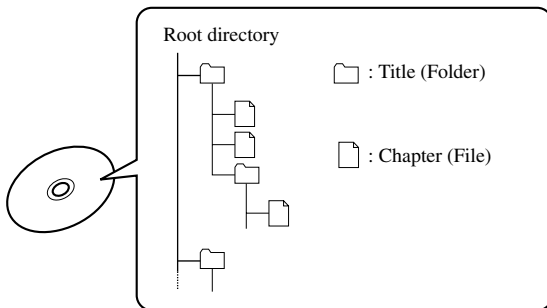 Root directory
: Title (Folder)
: Chapter (File)